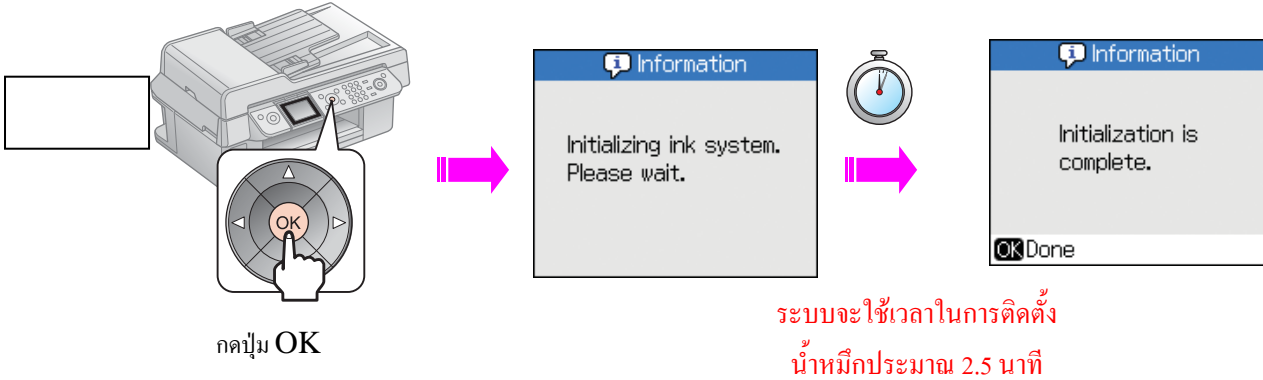 Information
Initializing ink system.
Please wait.
Information
Initialization is
complete.
OK Done
OK
กดปุ่ม OK
ระบบจะใช้เวลาในการติดตั้ง
น้ำหมึกประมาณ 2.5 นาที